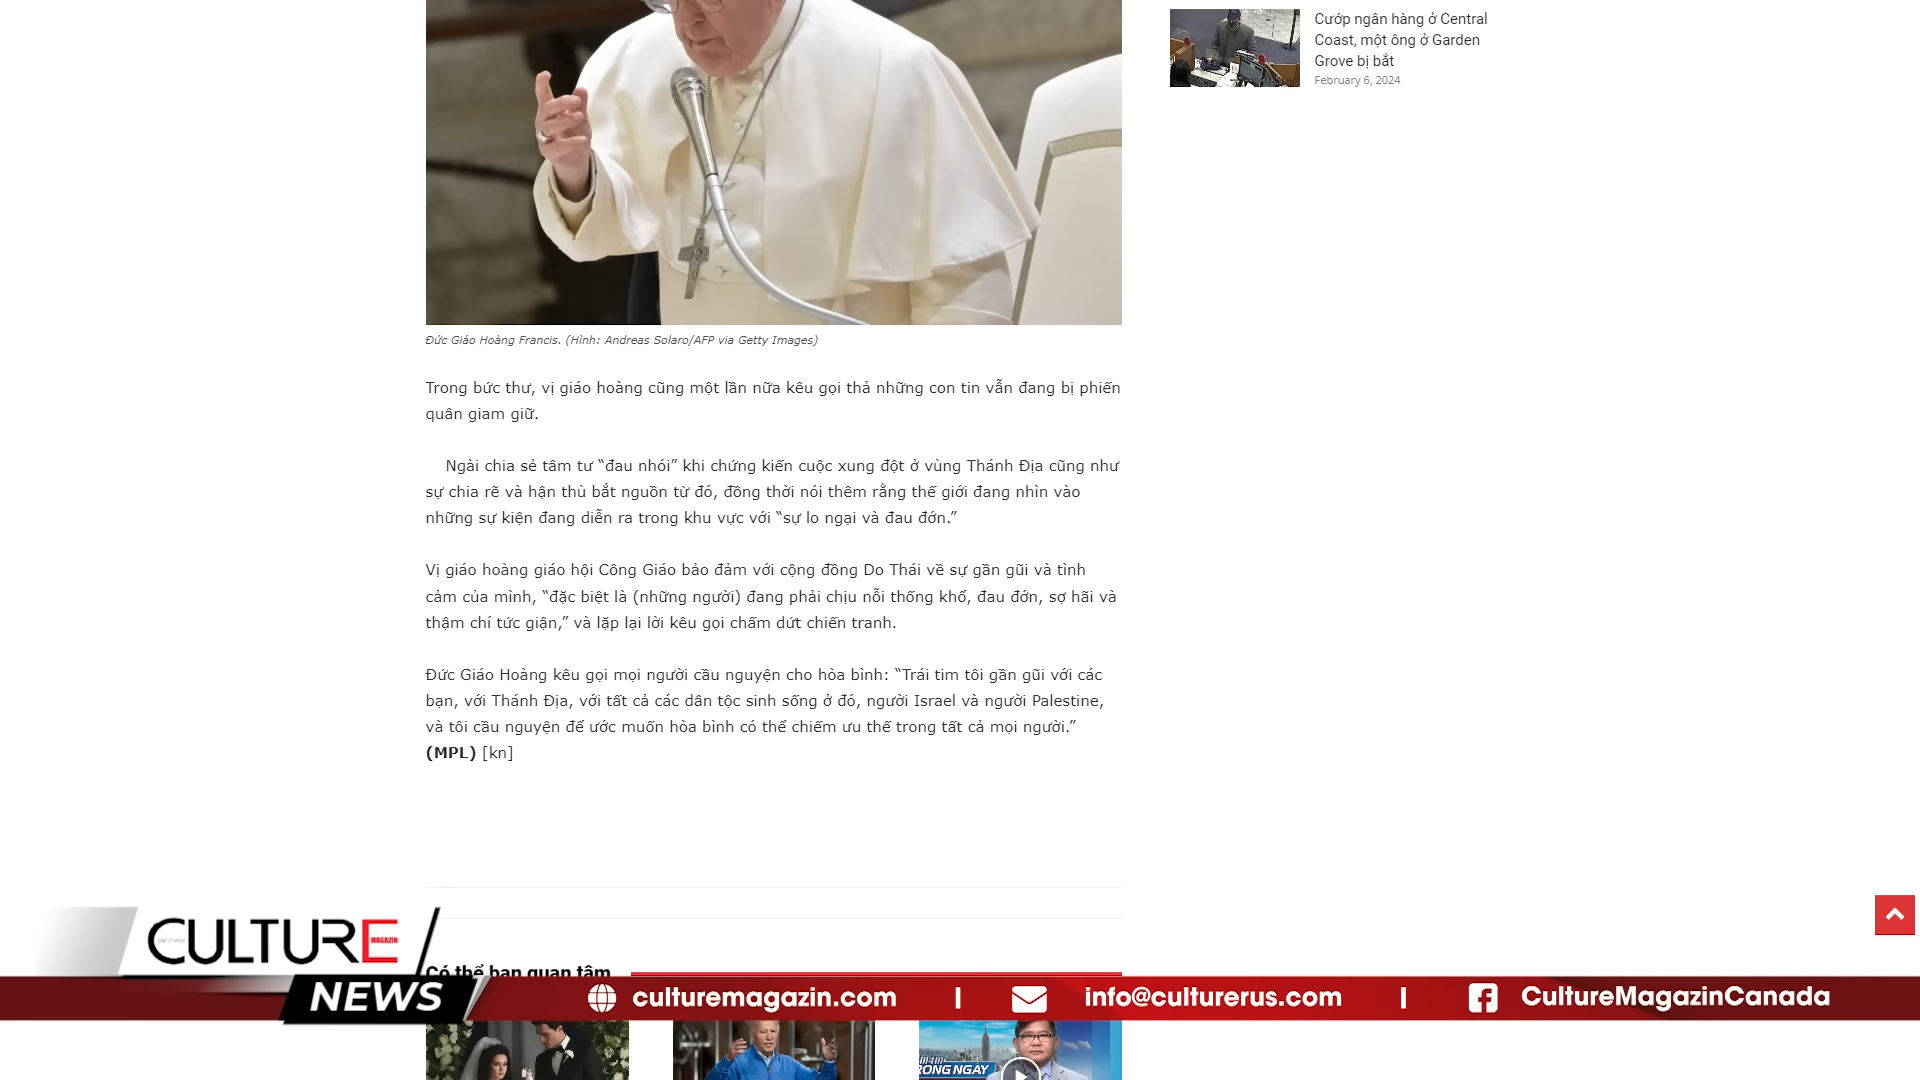 Cướp ngân hàng ở Central
Coast, một ông ở Garden
Grove bị bắt
February 6, 2024
Đức Giáo Hoàng Francis. (Hình: Andreas Solaro/AFP via Getty Images)
Trong bức thư, vị giáo hoàng cũng một lần nữa kêu gọi thả những con tin vẫn đang bị phiến
quân giam giữ.
Ngài chia sẻ tâm tư “đau nhói” khi chứng kiến cuộc xung đột ở vùng Thánh Địa cũng như
sự chia rẽ và hận thù bắt nguồn từ đó, đồng thời nói thêm rằng thế giới đang nhìn vào
những sự kiện đang diễn ra trong khu vực với “sự lo ngại và đau đớn.”
Vị giáo hoàng giáo hội Công Giáo bảo đảm với cộng đồng Do Thái về sự gần gũi và tình
cảm của mình, “đặc biệt là (những người) đang phải chịu nỗi thống khổ, đau đớn, sợ hãi và
thậm chí tức giận,” và lặp lại lời kêu gọi chấm dứt chiến tranh.
Đức Giáo Hoàng kêu gọi mọi người cầu nguyện cho hòa bình: “Trái tim tôi gần gũi với các
bạn, với Thánh Địa, với tất cả các dân tộc sinh sống ở đó, người Israel và người Palestine,
và tôi cầu nguyện để ước muốn hòa bình có thể chiếm ưu thế trong tất cả mọi người.”
(MPL) [kn]
CULTURE
MAGAZIN
Có thể bạn quan tâm
NEWS
culturemagazin.com | info@culturerus.com | CultureMagazinCanada
RONG NGÀY